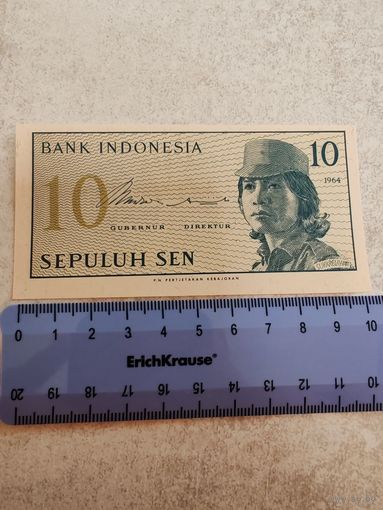 BANK INDONESIA
10
1964
10
GUBERNUR DIREKTUR
SEPULUH SEN
P.N. PERTJETAKAN KEBAJORAN
0 1 2 3 4 5 6 7 8 9 10
ErichKrause®
20 19 18 17 16 15 14 13 12 11 10